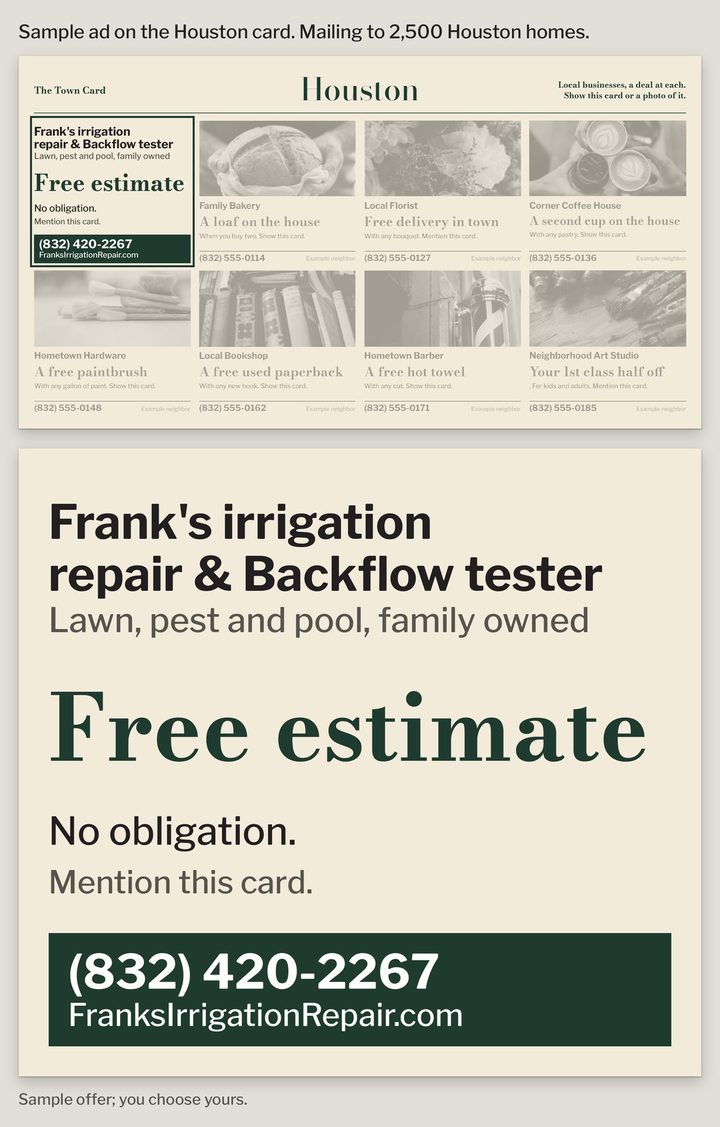 Sample ad on the Houston card. Mailing to 2,500 Houston homes.
The Town Card
Houston
Local businesses, a deal at each.
Show this card or a photo of it.
Frank's irrigation
repair & Backflow tester
Lawn, pest and pool, family owned
Free estimate
No obligation.
Mention this card.
(832) 420-2267
FranksIrrigationRepair.com
Family Bakery
A loaf on the house
When you buy two. Show this card.
(832) 555-0114
Example neighbor
Local Florist
Free delivery in town
With any bouquet. Mention this card.
(832) 555-0127
Example neighbor
Corner Coffee House
A second cup on the house
With any pastry. Show this card.
(832) 555-0136
Example neighbor
Hometown Hardware
A free paintbrush
With any gallon of paint. Show this card.
(832) 555-0148
Example neighbor
Local Bookshop
A free used paperback
With any new book. Show this card.
(832) 555-0162
Example neighbor
Hometown Barber
A free hot towel
With any cut. Show this card.
(832) 555-0171
Example neighbor
Neighborhood Art Studio
Your 1st class half off
For kids and adults. Mention this card.
(832) 555-0185
Example neighbor
Frank's irrigation
repair & Backflow tester
Lawn, pest and pool, family owned
Free estimate
No obligation.
Mention this card.
(832) 420-2267
FranksIrrigationRepair.com
Sample offer; you choose yours.